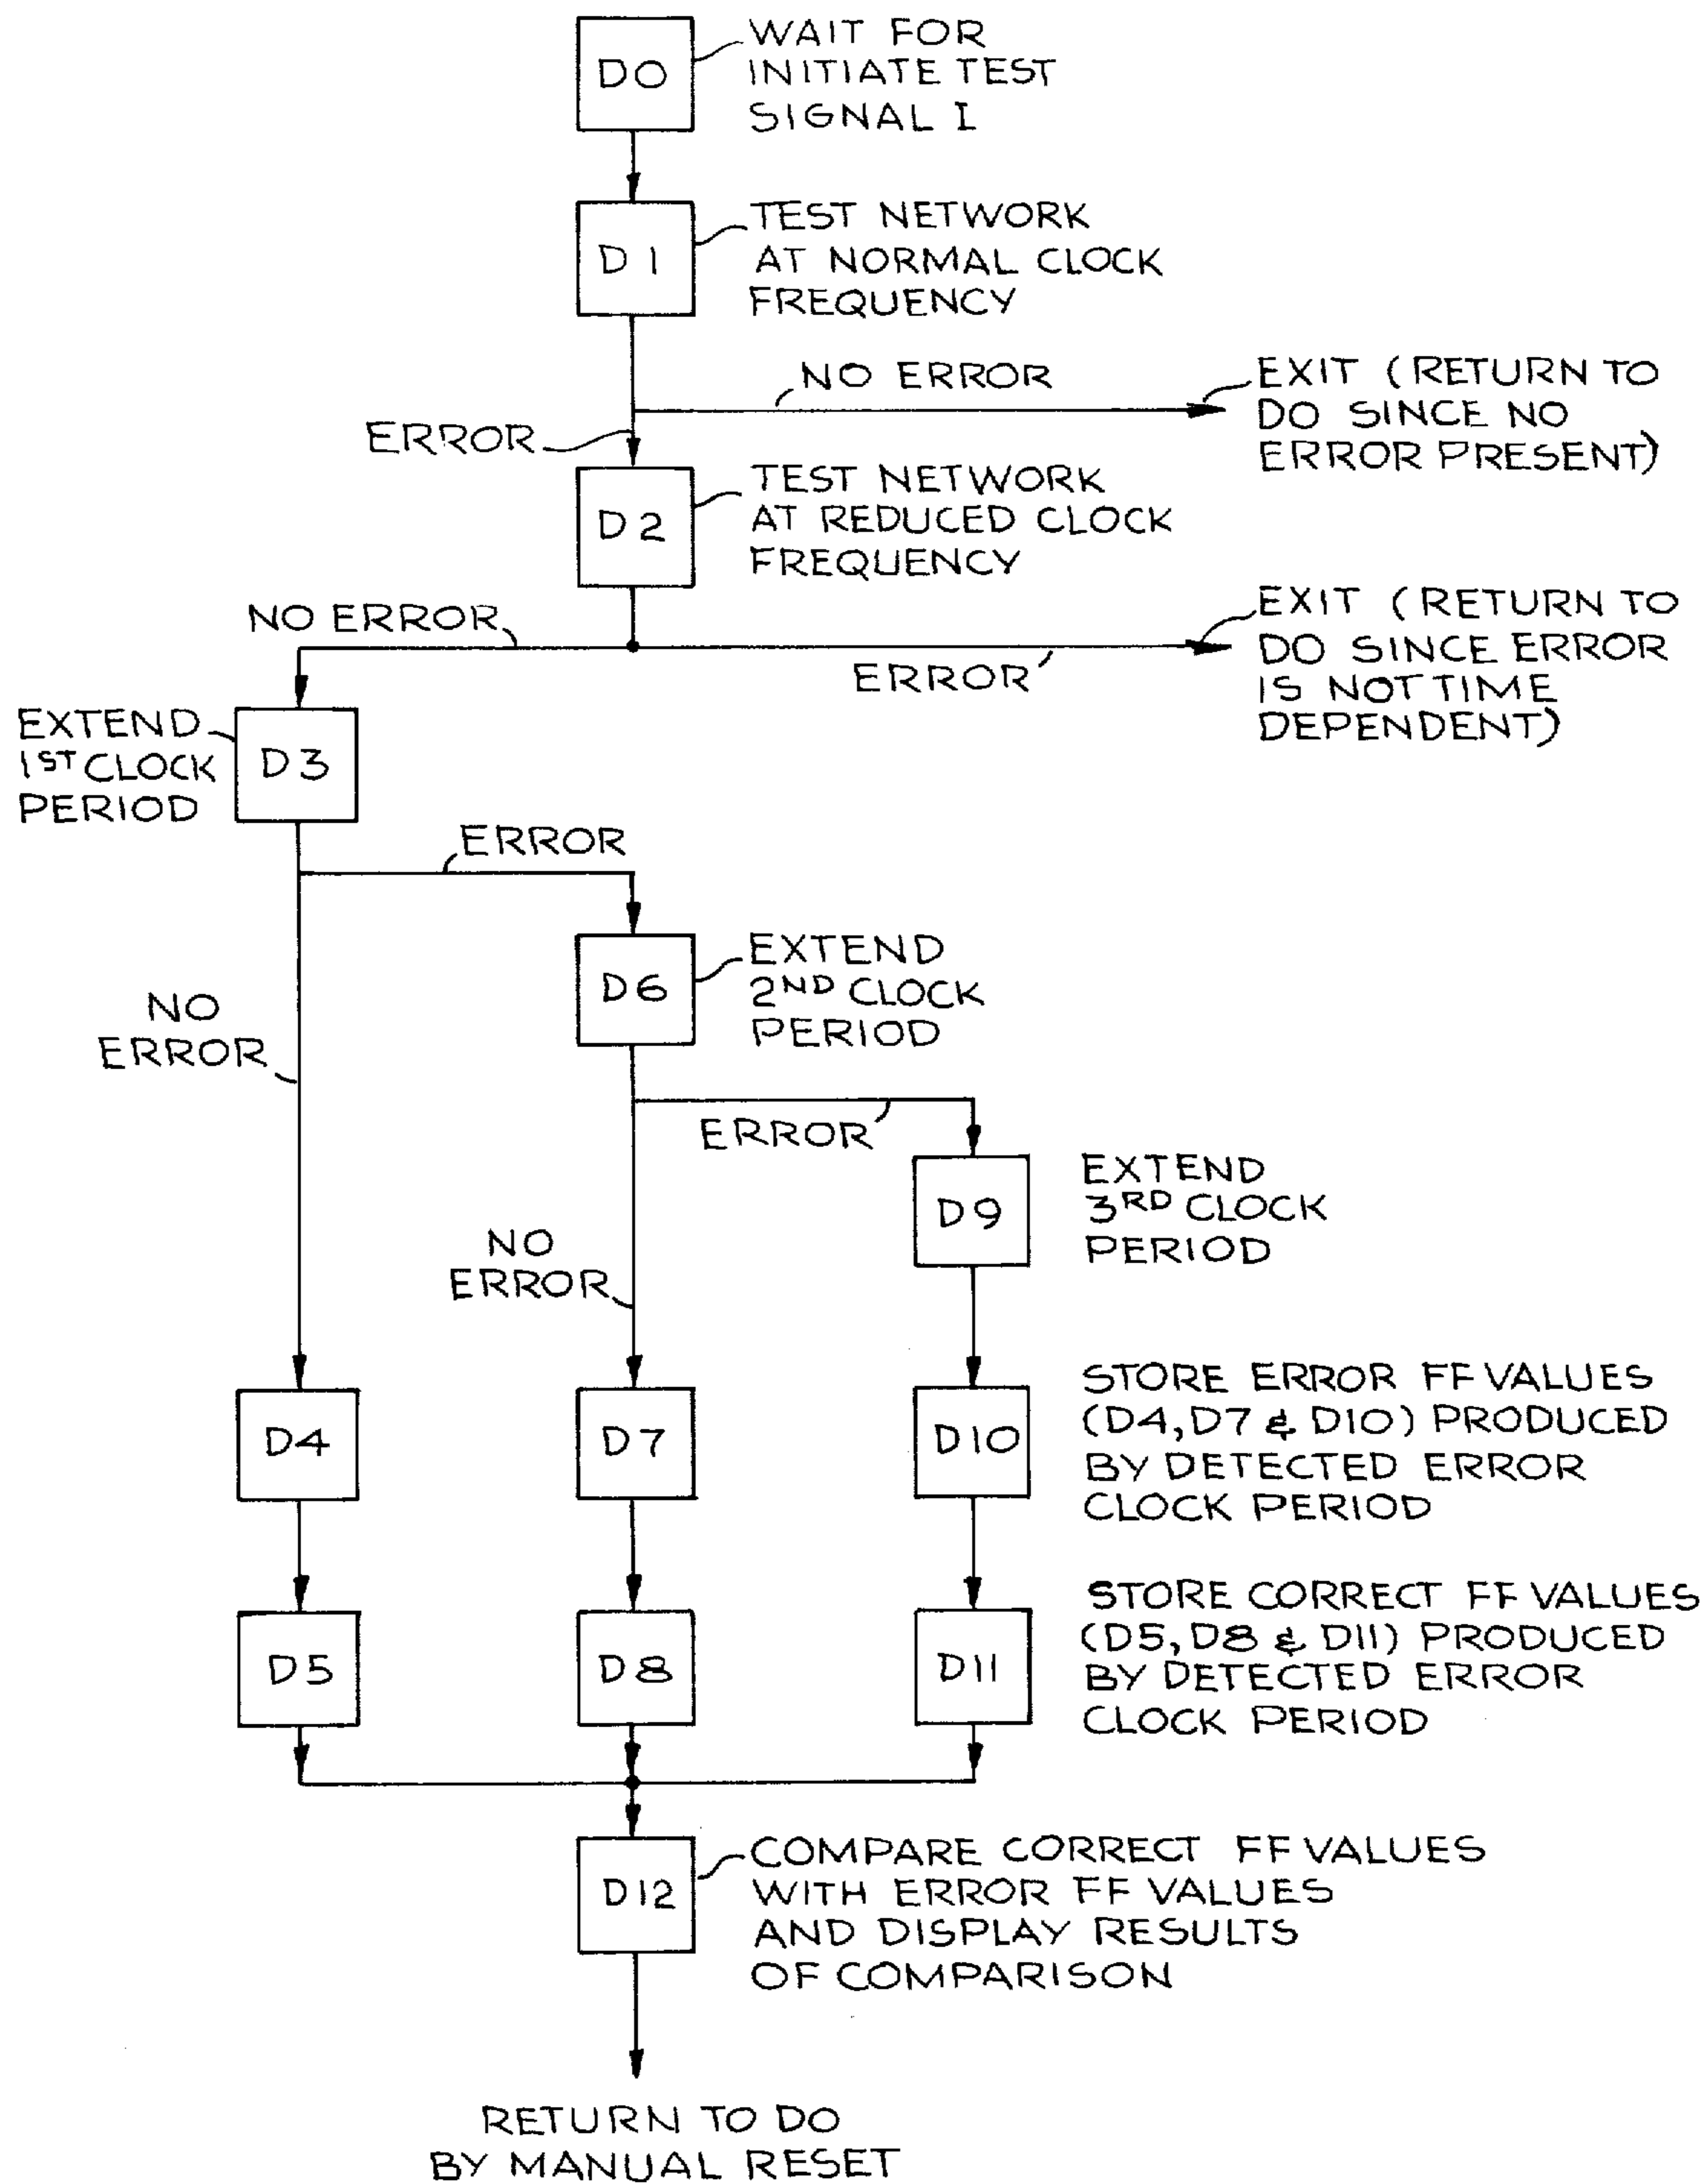 D0
WAIT FOR
INITIATE TEST
SIGNAL I
D1
TEST NETWORK
AT NORMAL CLOCK
FREQUENCY
NO ERROR
EXIT (RETURN TO
DO SINCE NO
ERROR PRESENT)
ERROR
D2
TEST NETWORK
AT REDUCED CLOCK
FREQUENCY
NO ERROR
ERROR
EXIT (RETURN TO
DO SINCE ERROR
IS NOT TIME
DEPENDENT)
EXTEND
1ST CLOCK
PERIOD
D3
ERROR
NO
ERROR
D6
EXTEND
2ND CLOCK
PERIOD
ERROR
NO
ERROR
D9
EXTEND
3RD CLOCK
PERIOD
D4
D7
D10
STORE ERROR FF VALUES
(D4, D7 & D10) PRODUCED
BY DETECTED ERROR
CLOCK PERIOD
D5
D8
D11
STORE CORRECT FF VALUES
(D5, D8 & D11) PRODUCED
BY DETECTED ERROR
CLOCK PERIOD
D12
COMPARE CORRECT FF VALUES
WITH ERROR FF VALUES
AND DISPLAY RESULTS
OF COMPARISON
RETURN TO DO
BY MANUAL RESET